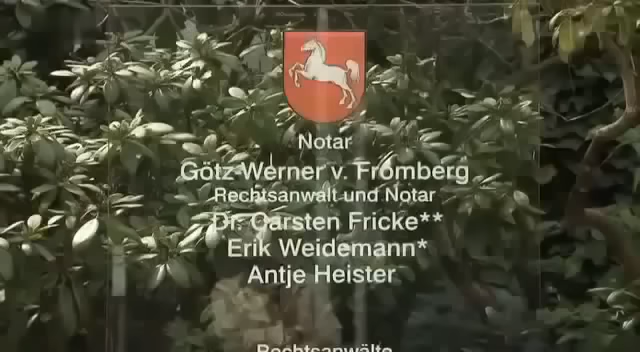 Notar
Götz-Werner v. Fromberg
Rechtsanwalt und Notar
Dr. Carsten Fricke**
Erik Weidemann*
Antje Heister
Rechtsanwälte